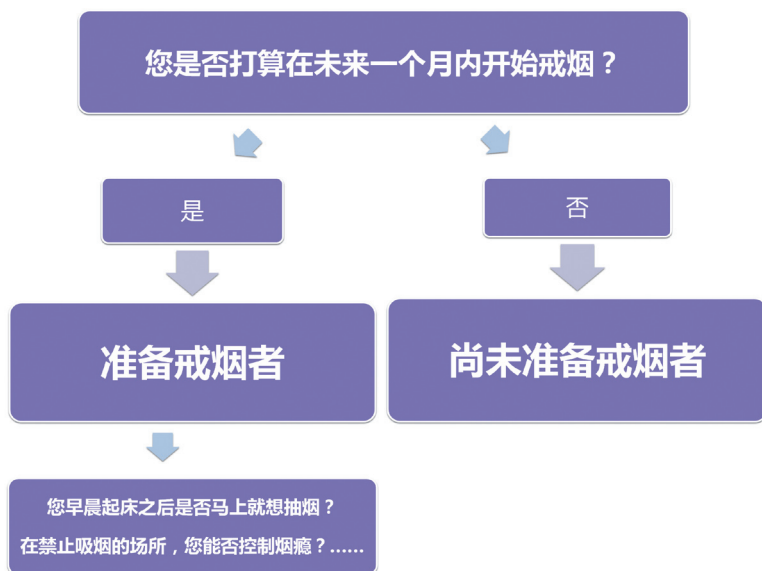 您是否打算在未来一个月内开始戒烟？
是
否
准备戒烟者
尚未准备戒烟者
您早晨起床之后是否马上就想抽烟？
在禁止吸烟的场所，您能否控制烟瘾？……